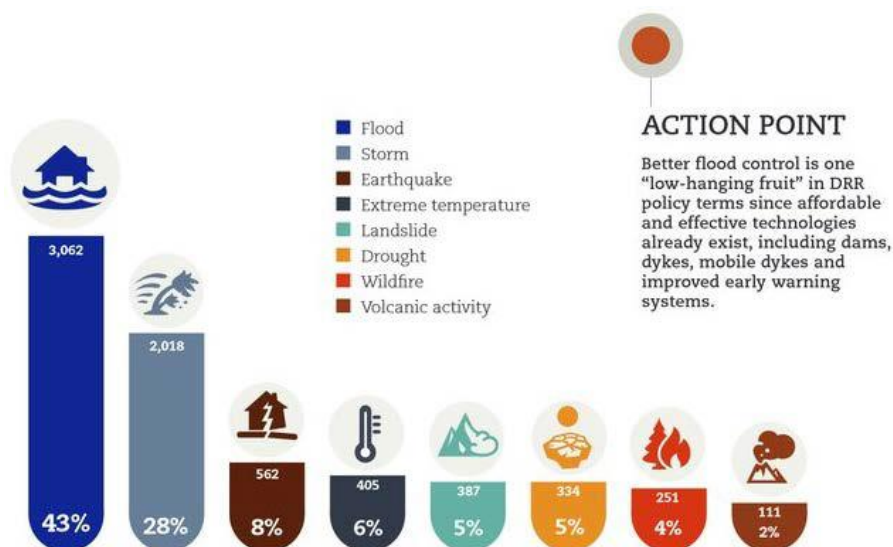 ACTION POINT
Better flood control is one
“low-hanging fruit” in DRR
policy terms since affordable
and effective technologies
already exist, including dams,
dykes, mobile dykes and
improved early warning
systems.
Flood
Storm
Earthquake
Extreme temperature
Landslide
Drought
Wildfire
Volcanic activity
3,062
43%
2,018
28%
562
8%
405
6%
387
5%
334
5%
251
4%
111
2%